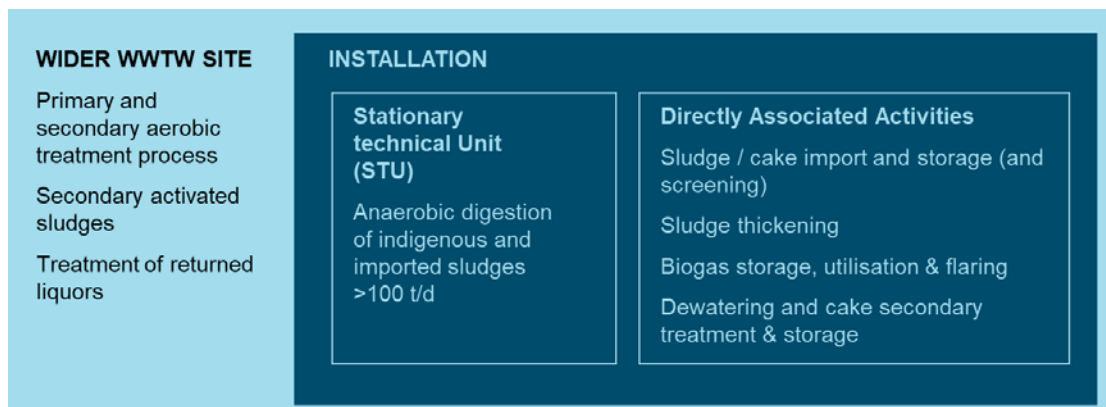 WIDER WWTW SITE
Primary and
secondary aerobic
treatment process
Secondary activated
sludges
Treatment of returned
liquors
INSTALLATION
Stationary
technical Unit
(STU)
Anaerobic digestion
of indigenous and
imported sludges
>100 t/d
Directly Associated Activities
Sludge / cake import and storage (and
screening)
Sludge thickening
Biogas storage, utilisation & flaring
Dewatering and cake secondary
treatment & storage